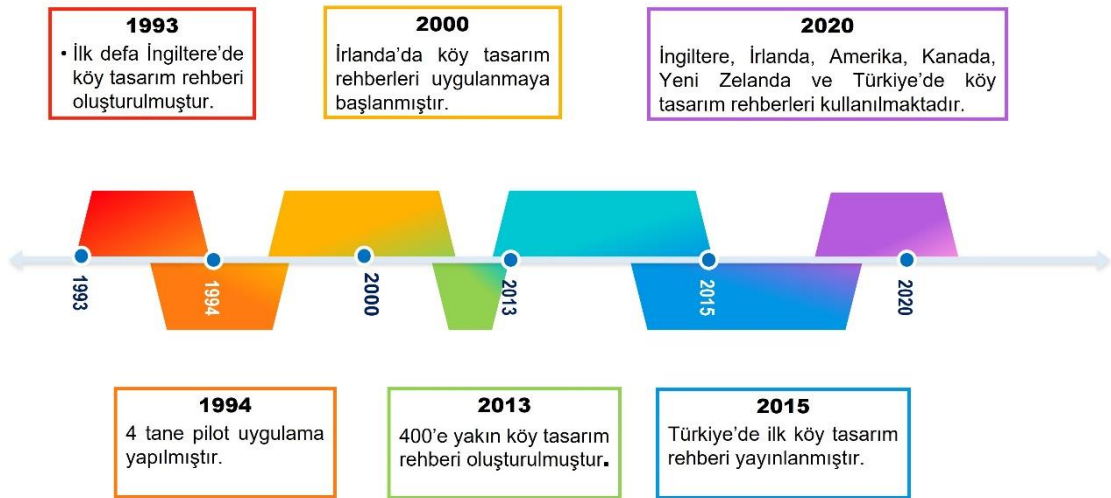 1993
• İlk defa İngiltere’de
köy tasarım rehberi
oluşturulmuştur.
2000
İrlanda’da köy tasarım
rehberleri uygulanmaya
başlanmıştır.
2020
İngiltere, İrlanda, Amerika, Kanada,
Yeni Zelanda ve Türkiye’de köy
tasarım rehberleri kullanılmaktadır.
1993
1994
2000
2013
2015
2020
1994
4 tane pilot uygulama
yapılmıştır.
2013
400’e yakın köy tasarım
rehberi oluşturulmuştur.
2015
Türkiye’de ilk köy tasarım
rehberi yayınlanmıştır.